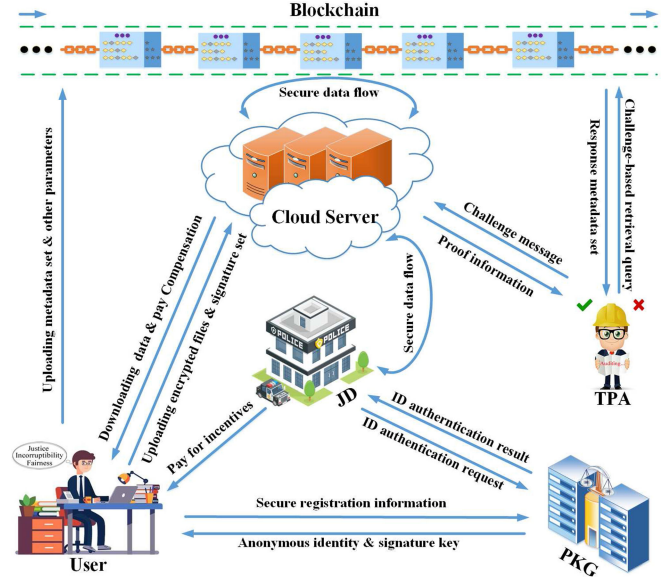 Blockchain
Secure data flow
Cloud Server
Uploading metadata set & other parameters
Downloading data & pay Compensation
Uploading encrypted files & signature set
Challenge message
Proof information
Response metadata set
Challenge-based retrieval query
Secure data flow
POLICE
POLICE
JD
TPA
Pay for incentives
ID autherntication result
ID authentication request
Justice
Incorruptibility
Fairness
User
Secure registration information
Anonymous identity & signature key
PKG